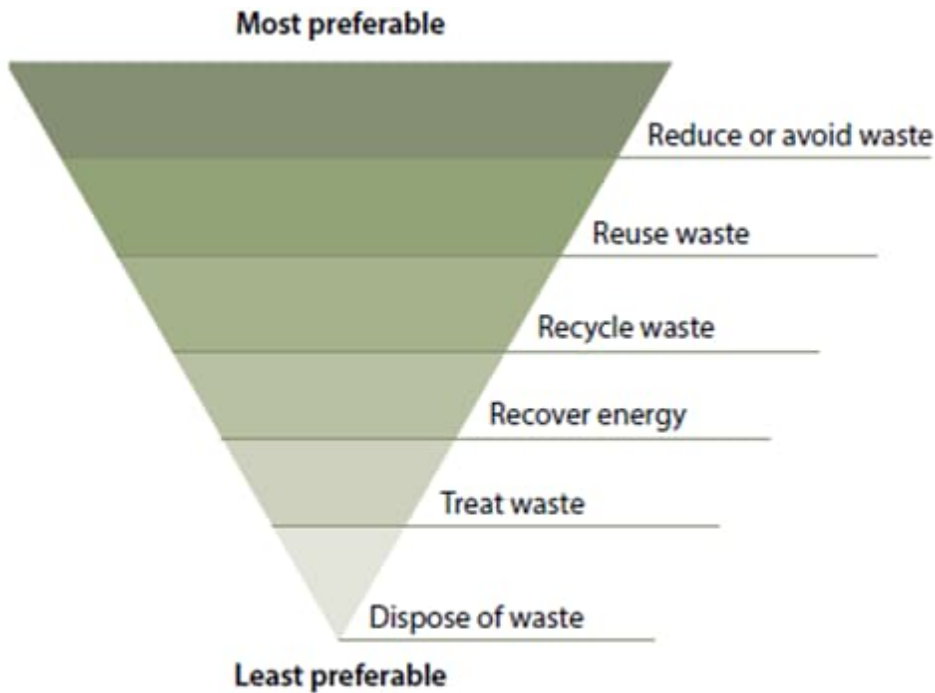 Most preferable
Reduce or avoid waste
Reuse waste
Recycle waste
Recover energy
Treat waste
Dispose of waste
Least preferable